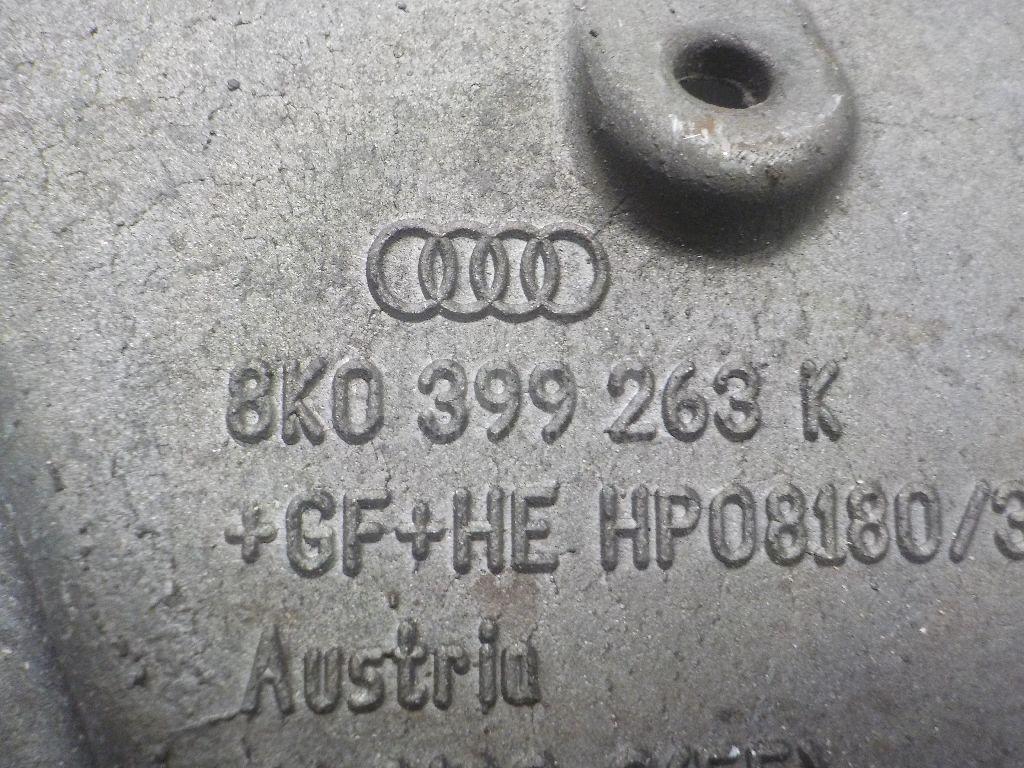 8K0 399 263 K
+GF+HE HP08180/3
Austria